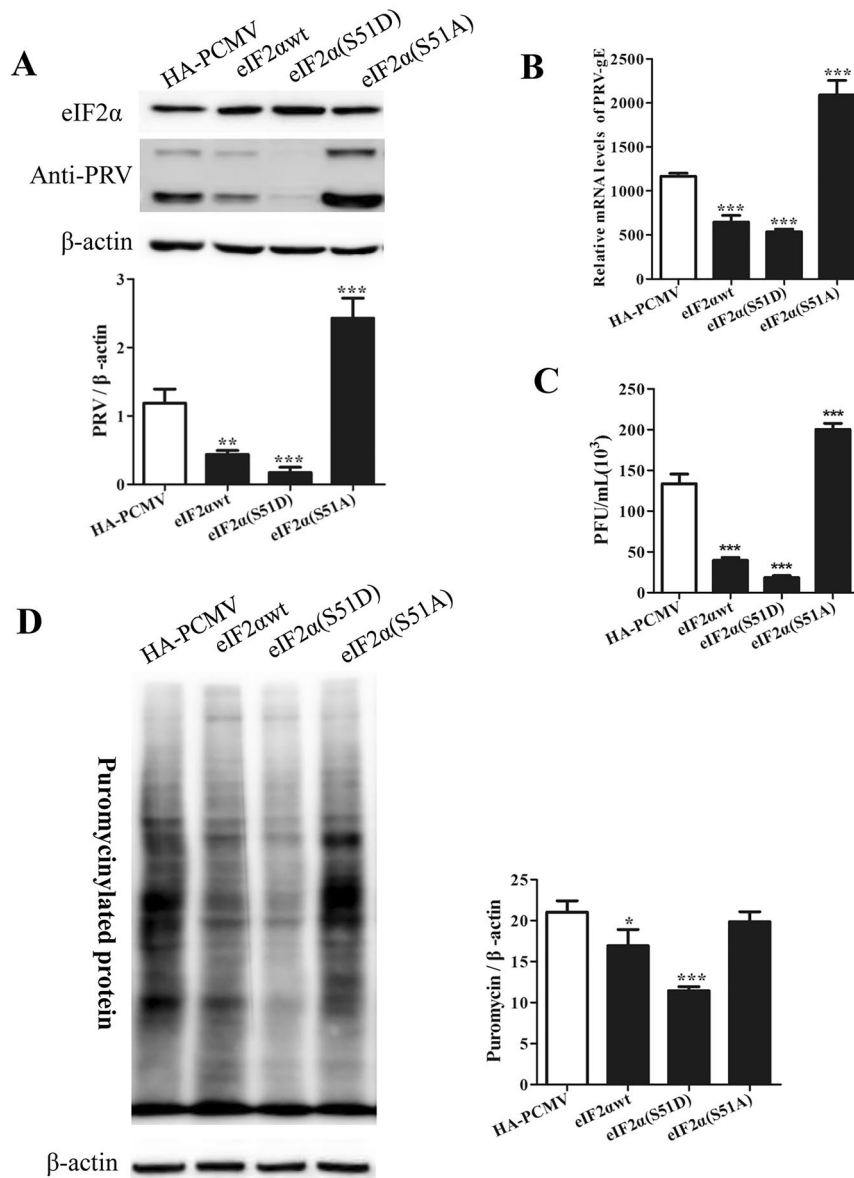 A
HA-PCMV
eIF2αwt
eIF2α(S51D)
eIF2α(S51A)
eIF2α
Anti-PRV
β-actin
PRV / β -actin
3
2
1
0
**
***
***
HA-PCMV
eIF2αwt
eIF2α(S51D)
eIF2α(S51A)
B
Relative mRNA levels of PRV-gE
2500
2000
1500
1000
500
0
***
***
***
HA-PCMV
eIF2αwt
eIF2α(S51D)
eIF2α(S51A)
C
PFU/mL(10³)
250
200
150
100
50
0
***
***
***
HA-PCMV
eIF2αwt
eIF2α(S51D)
eIF2α(S51A)
D
HA-PCMV
eIF2αwt
eIF2α(S51D)
eIF2α(S51A)
Puromycinylated protein
β-actin
Puromycin / β -actin
25
20
15
10
5
0
*
***
HA-PCMV
eIF2αwt
eIF2α(S51D)
eIF2α(S51A)